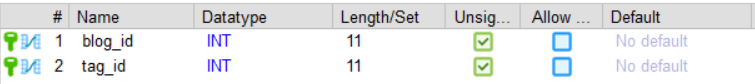 # Name Datatype Length/Set Unsig... Allow ... Default
1 blog_id INT 11 No default
2 tag_id INT 11 No default